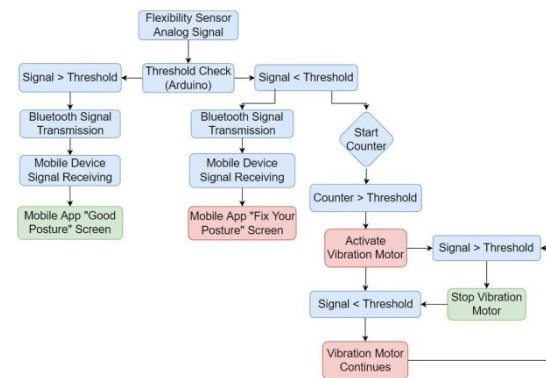 Flexibility Sensor
Analog Signal
Signal > Threshold
Threshold Check
(Arduino)
Signal < Threshold
Bluetooth Signal
Transmission
Mobile Device
Signal Receiving
Mobile App "Good
Posture" Screen
Bluetooth Signal
Transmission
Mobile Device
Signal Receiving
Mobile App "Fix Your
Posture" Screen
Start
Counter
Counter > Threshold
Activate
Vibration Motor
Signal > Threshold
Stop Vibration
Motor
Signal < Threshold
Vibration Motor
Continues